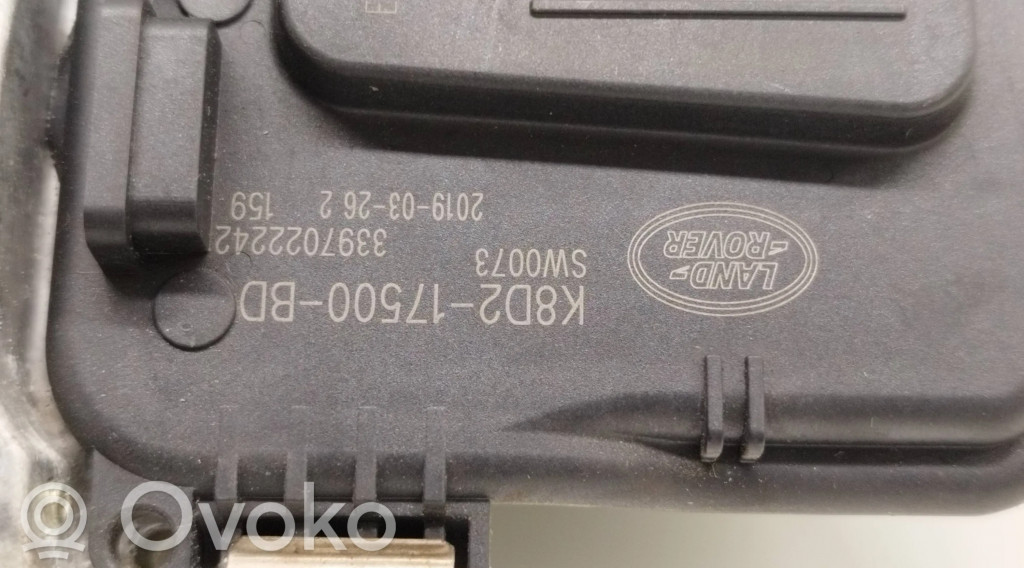 LAND
ROVER
K8D2-17500-BD
SW0073
3397022242
2019-03-26 2 159
Ovoko